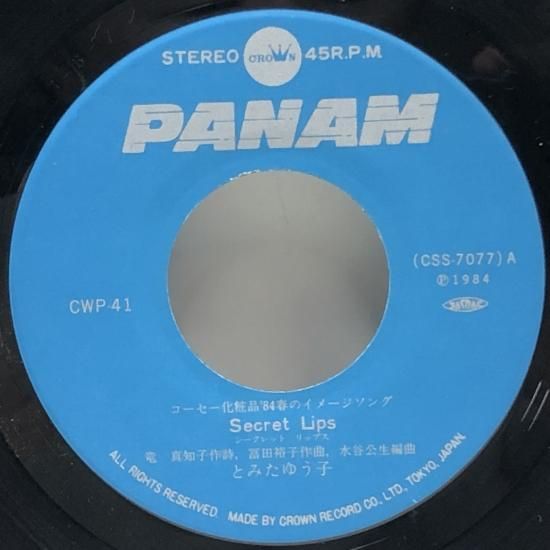 STEREO CROWN 45R.P.M
PANAM
(CSS-7077) A
CWP-41 Ⓟ1984
JASRAC
コーセー化粧品'84春のイメージソング
Secret Lips
シークレット リップス
竜 真知子作詩, 冨田裕子作曲, 水谷公生編曲
とみたゆう子
ALL RIGHTS RESERVED. MADE BY CROWN RECORD CO., LTD. TOKYO, JAPAN.